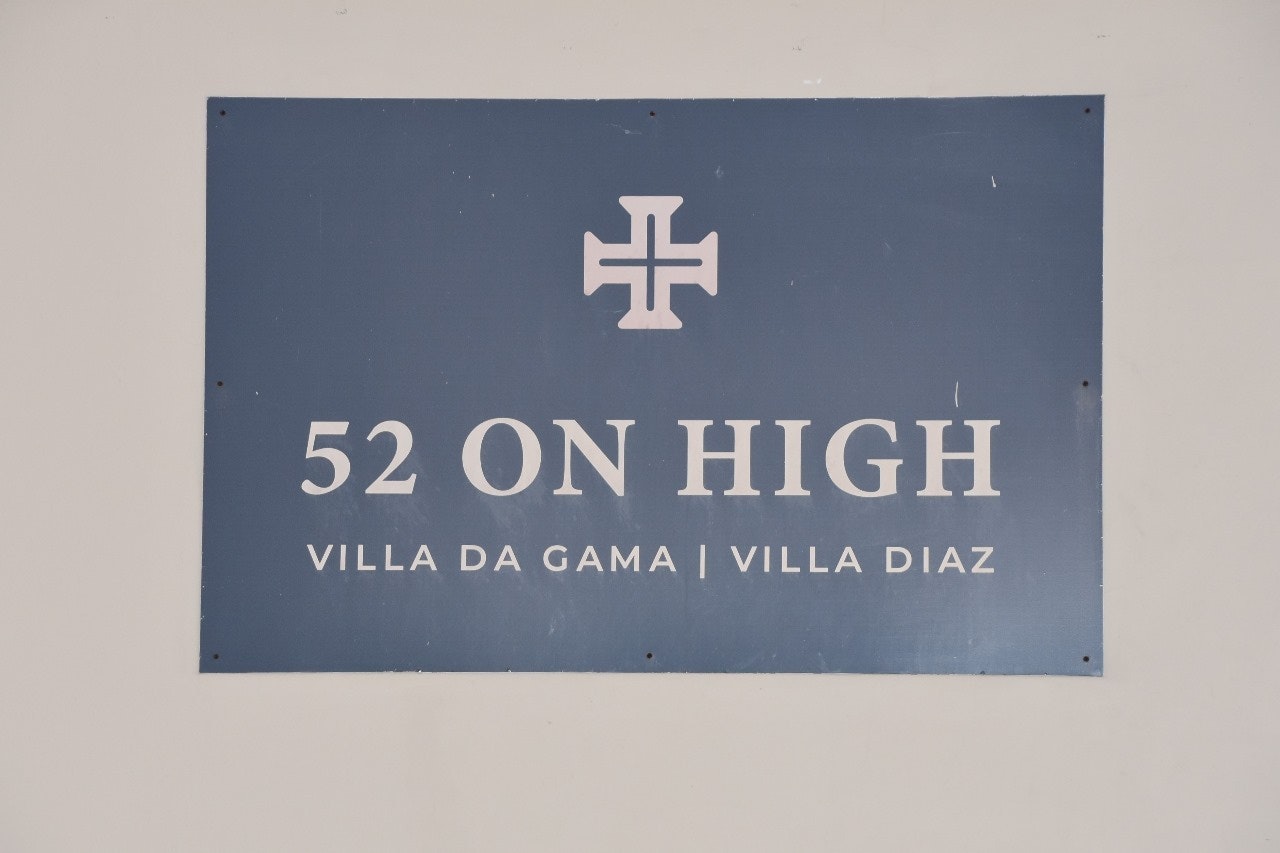 52 ON HIGH
VILLA DA GAMA | VILLA DIAZ